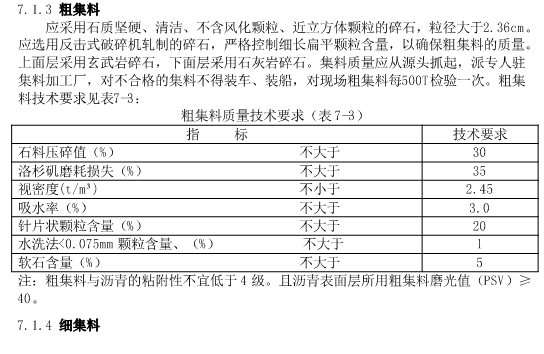 7.1.3 粗集料
应采用石质坚硬、清洁、不含风化颗粒、近立方体颗粒的碎石，粒径大于2.36cm。
应选用反击式破碎机轧制的碎石，严格控制细长扁平颗粒含量，以确保粗集料的质量。
上面层采用玄武岩碎石，下面层采用石灰岩碎石。集料质量应从源头抓起，派专人驻
集料加工厂，对不合格的集料不得装车、装船，对现场粗集料每500T检验一次。粗集
料技术要求见表7-3：
粗集料质量技术要求（表7-3）
指 标 技术要求
石料压碎值（%） 不大于 30
洛杉矶磨耗损失（%） 不大于 35
视密度(t/m³) 不小于 2.45
吸水率（%） 不大于 3.0
针片状颗粒含量（%） 不大于 20
水洗法<0.075mm 颗粒含量、（%） 不大于 1
软石含量（%） 不大于 5
注：粗集料与沥青的粘附性不宜低于4级。且沥青表面层所用粗集料磨光值（PSV）≥
40。
7.1.4 细集料